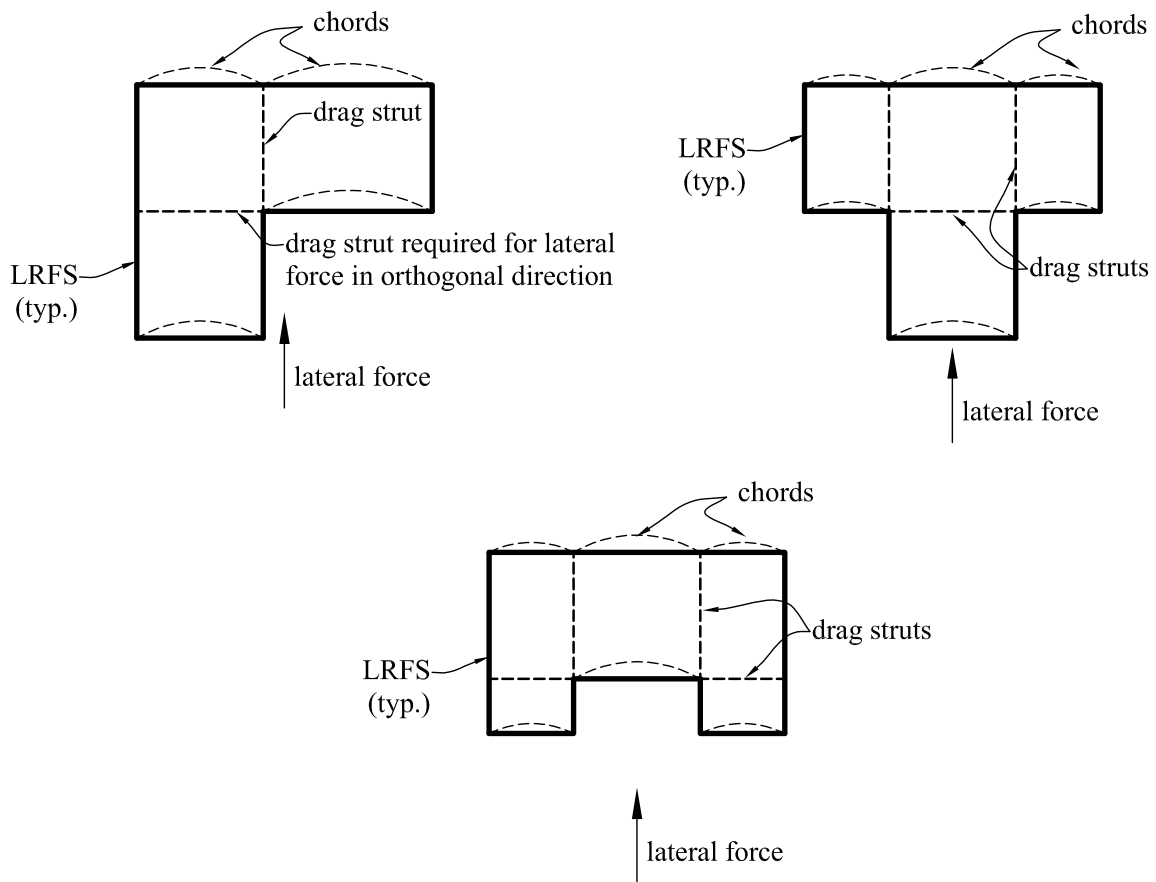 chords
drag strut
drag strut required for lateral
force in orthogonal direction
LRFS
(typ.)
lateral force
chords
LRFS
(typ.)
drag struts
lateral force
chords
drag struts
LRFS
(typ.)
lateral force